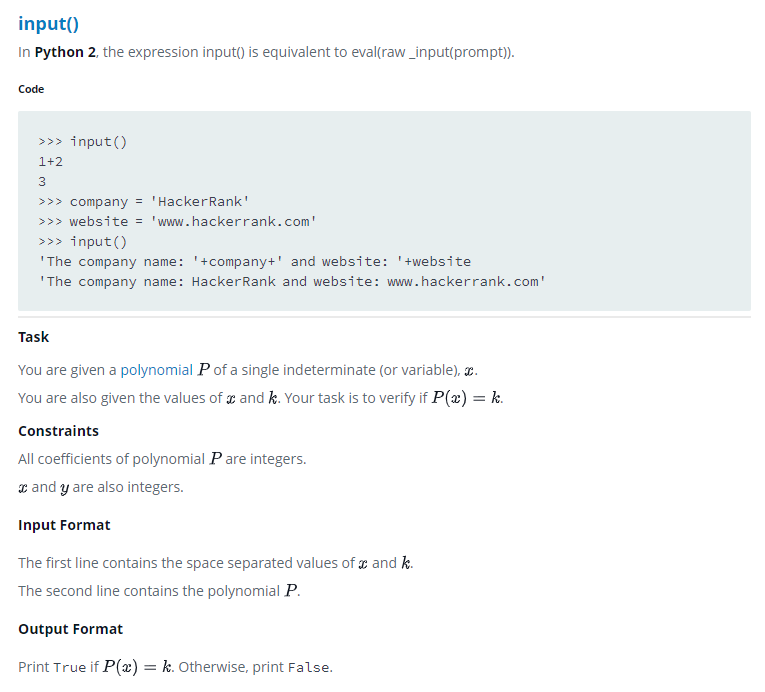 input()
In Python 2, the expression input() is equivalent to eval(raw _input(prompt)).
Code
>>> input()
1+2
3
>>> company = 'HackerRank'
>>> website = 'www.hackerrank.com'
>>> input()
'The company name: '+company+' and website: '+website
'The company name: HackerRank and website: www.hackerrank.com'
Task
You are given a polynomial P of a single indeterminate (or variable), x.
You are also given the values of x and k. Your task is to verify if P(x) = k.
Constraints
All coefficients of polynomial P are integers.
x and y are also integers.
Input Format
The first line contains the space separated values of x and k.
The second line contains the polynomial P.
Output Format
Print True if P(x) = k. Otherwise, print False.